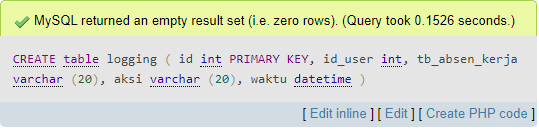 MySQL returned an empty result set (i.e. zero rows). (Query took 0.1526 seconds.)
CREATE table logging ( id int PRIMARY KEY, id_user int, tb_absen_kerja
varchar (20), aksi varchar (20), waktu datetime )
[ Edit inline ] [ Edit ] [ Create PHP code ]